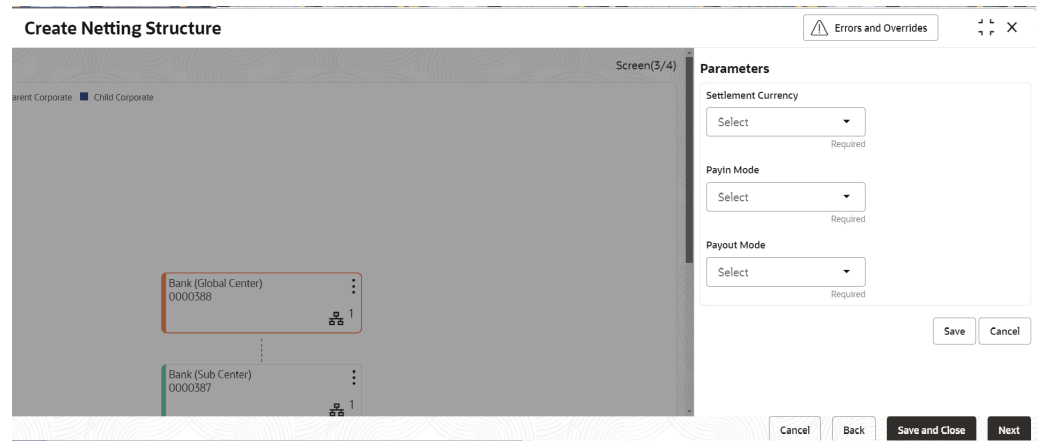 Create Netting Structure
Errors and Overrides
Screen(3/4)
arent Corporate Child Corporate
Bank (Global Center)
0000388
1
Bank (Sub Center)
0000387
1
Parameters
Settlement Currency
Select
Required
Payin Mode
Select
Required
Payout Mode
Select
Required
Save Cancel
Cancel Back Save and Close Next